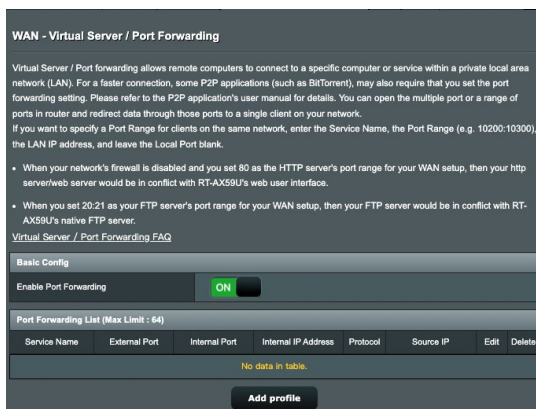 WAN - Virtual Server / Port Forwarding
Virtual Server / Port forwarding allows remote computers to connect to a specific computer or service within a private local area
network (LAN). For a faster connection, some P2P applications (such as BitTorrent), may also require that you set the port
forwarding setting. Please refer to the P2P application's user manual for details. You can open the multiple port or a range of
ports in router and redirect data through those ports to a single client on your network.
If you want to specify a Port Range for clients on the same network, enter the Service Name, the Port Range (e.g. 10200:10300),
the LAN IP address, and leave the Local Port blank.
• When your network's firewall is disabled and you set 80 as the HTTP server's port range for your WAN setup, then your http
server/web server would be in conflict with RT-AX59U's web user interface.
• When you set 20:21 as your FTP server's port range for your WAN setup, then your FTP server would be in conflict with RT-
AX59U's native FTP server.
Virtual Server / Port Forwarding FAQ
Basic Config
Enable Port Forwarding ON
Port Forwarding List (Max Limit : 64)
Service Name External Port Internal Port Internal IP Address Protocol Source IP Edit Delete
No data in table.
Add profile